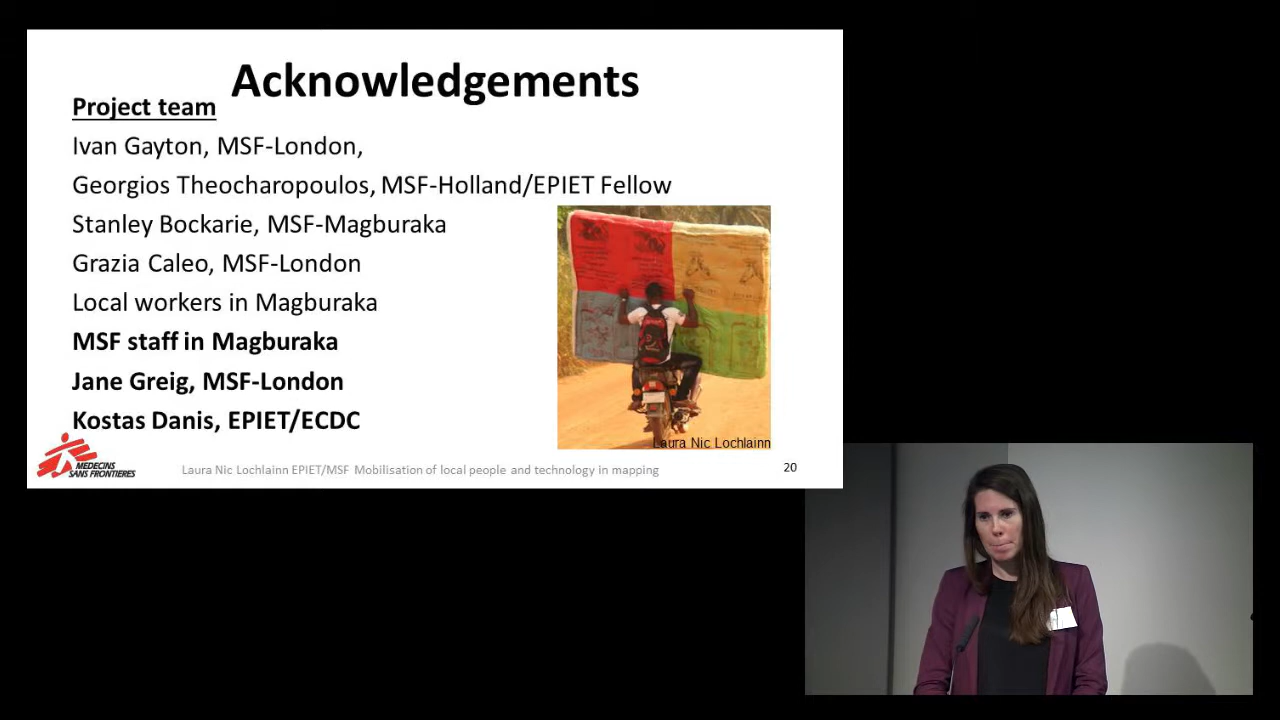 Acknowledgements
Project team
Ivan Gayton, MSF-London,
Georgios Theocharopoulos, MSF-Holland/EPIET Fellow
Stanley Bockarie, MSF-Magburaka
Grazia Caleo, MSF-London
Local workers in Magburaka
MSF staff in Magburaka
Jane Greig, MSF-London
Kostas Danis, EPIET/ECDC
Laura Nic Lochlainn
MEDECINS
SANS FRONTIERES
Laura Nic Lochlainn EPIET/MSF Mobilisation of local people and technology in mapping
20